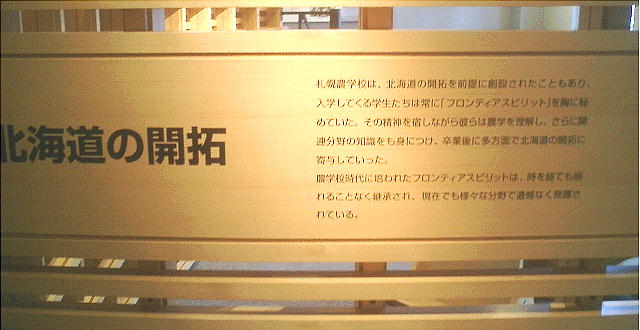 北海道の開拓
札幌農学校は、北海道の開拓を前提に創設されたこともあり、
入学してくる学生たちは常に「フロンティアスピリット」を胸に秘
めていた。その精神を宿しながら彼らは農学を理解し、さらに関
連分野の知識をも身につけ、卒業後に多方面で北海道の開拓に
寄与していった。
農学校時代に培われたフロンティアスピリットは、時を経ても崩
れることなく継承され、現在でも様々な分野で遺憾なく発揮さ
れている。